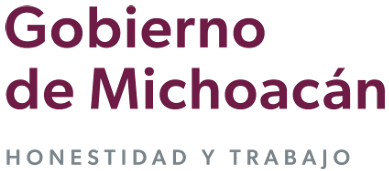 Gobierno
de Michoacán
HONESTIDAD Y TRABAJO